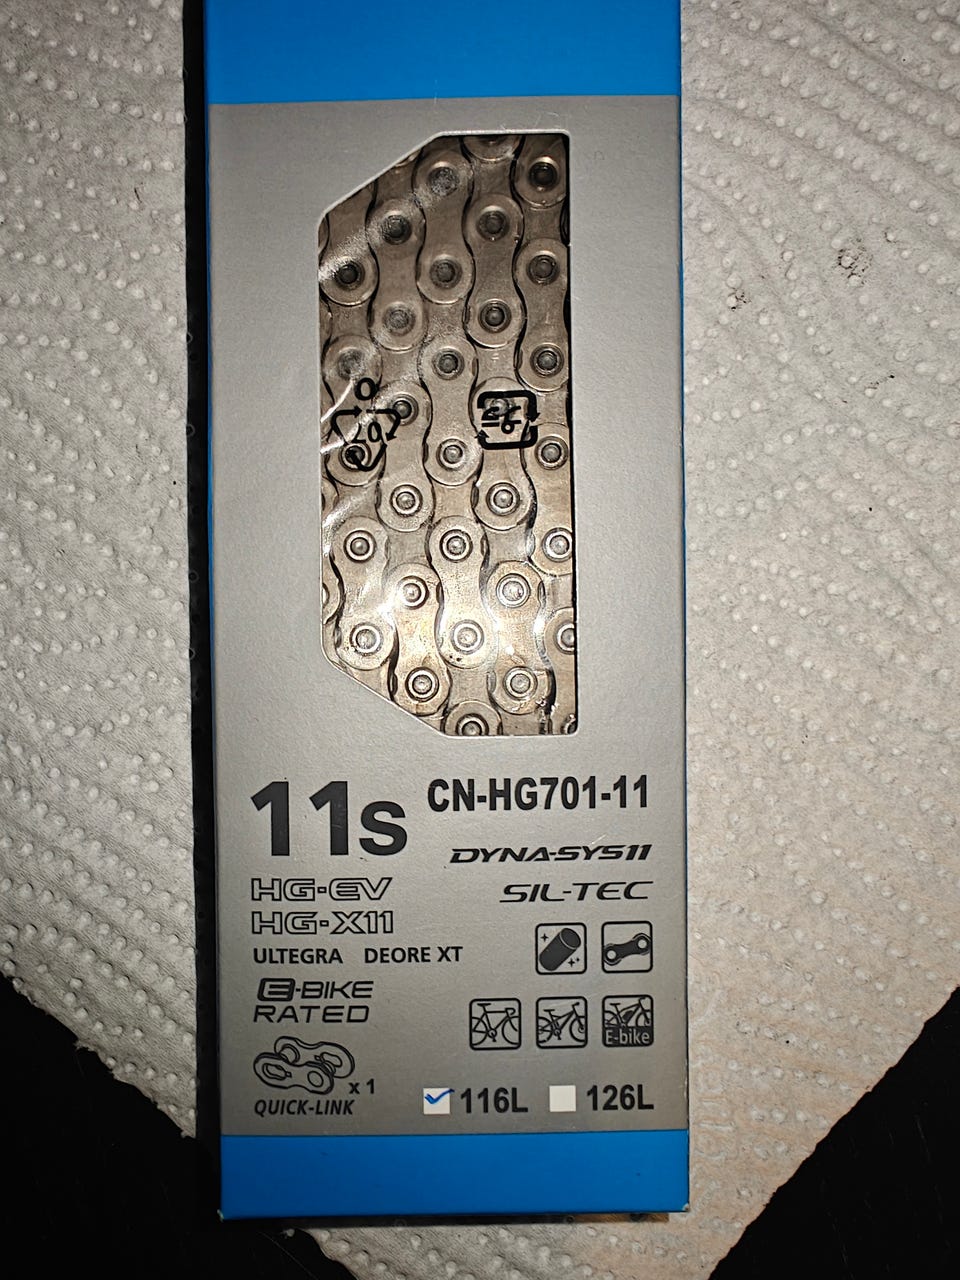 11s CN-HG701-11
DYNA-SYS11
HG-EV SIL-TEC
HG-X11
ULTEGRA DEORE XT
E-BIKE
RATED
E-bike
x 1
QUICK-LINK
116L 126L